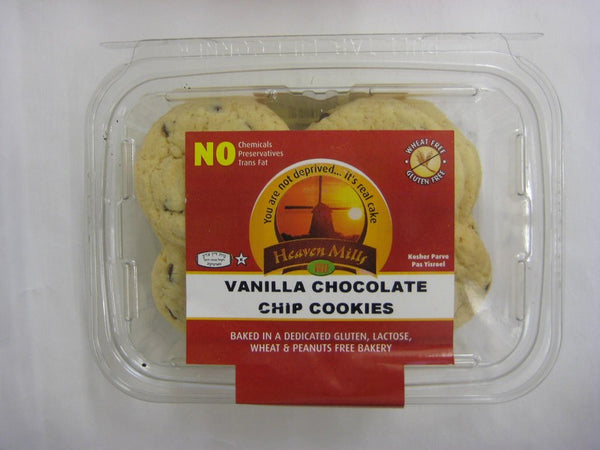 NO Chemicals
Preservatives
Trans Fat
WHEAT FREE
GLUTEN FREE
You are not deprived... it's real cake
Heaven Mills
Kosher Parve
Pas Yisroel
VANILLA CHOCOLATE
CHIP COOKIES
BAKED IN A DEDICATED GLUTEN, LACTOSE,
WHEAT & PEANUTS FREE BAKERY